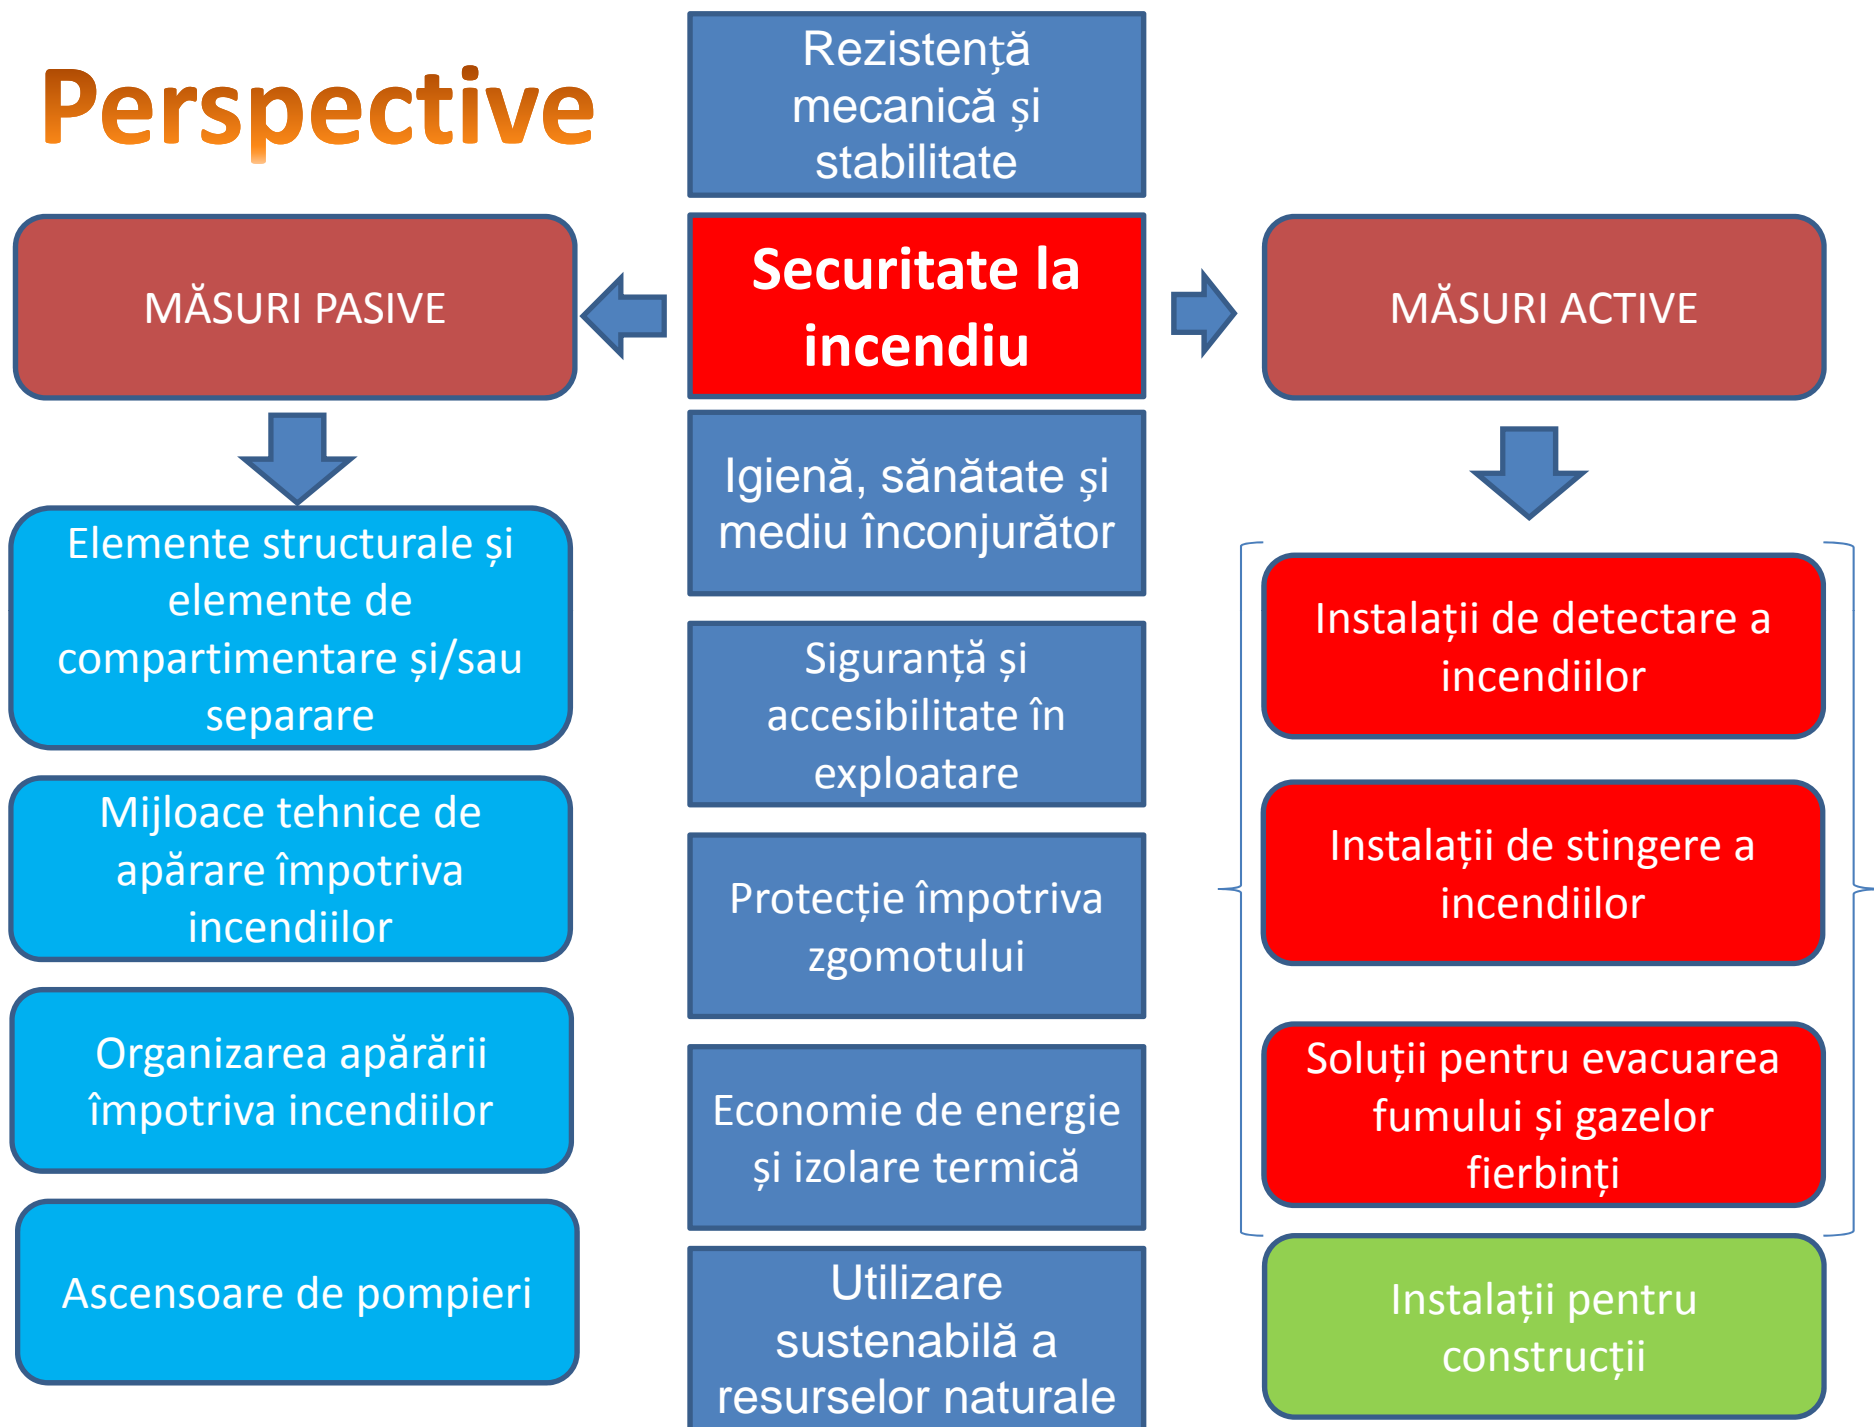 Perspective
Rezistență
mecanică și
stabilitate
MĂSURI PASIVE
Securitate la
incendiu
MĂSURI ACTIVE
Elemente structurale și
elemente de
compartimentare și/sau
separare
Mijloace tehnice de
apărare împotriva
incendiilor
Organizarea apărării
împotriva incendiilor
Ascensoare de pompieri
Igienă, sănătate și
mediu înconjurător
Siguranță și
accesibilitate în
exploatare
Protecție împotriva
zgomotului
Economie de energie
și izolare termică
Utilizare
sustenabilă a
resurselor naturale
Instalații de detectare a
incendiilor
Instalații de stingere a
incendiilor
Soluții pentru evacuarea
fumului și gazelor
fierbinți
Instalații pentru
construcții